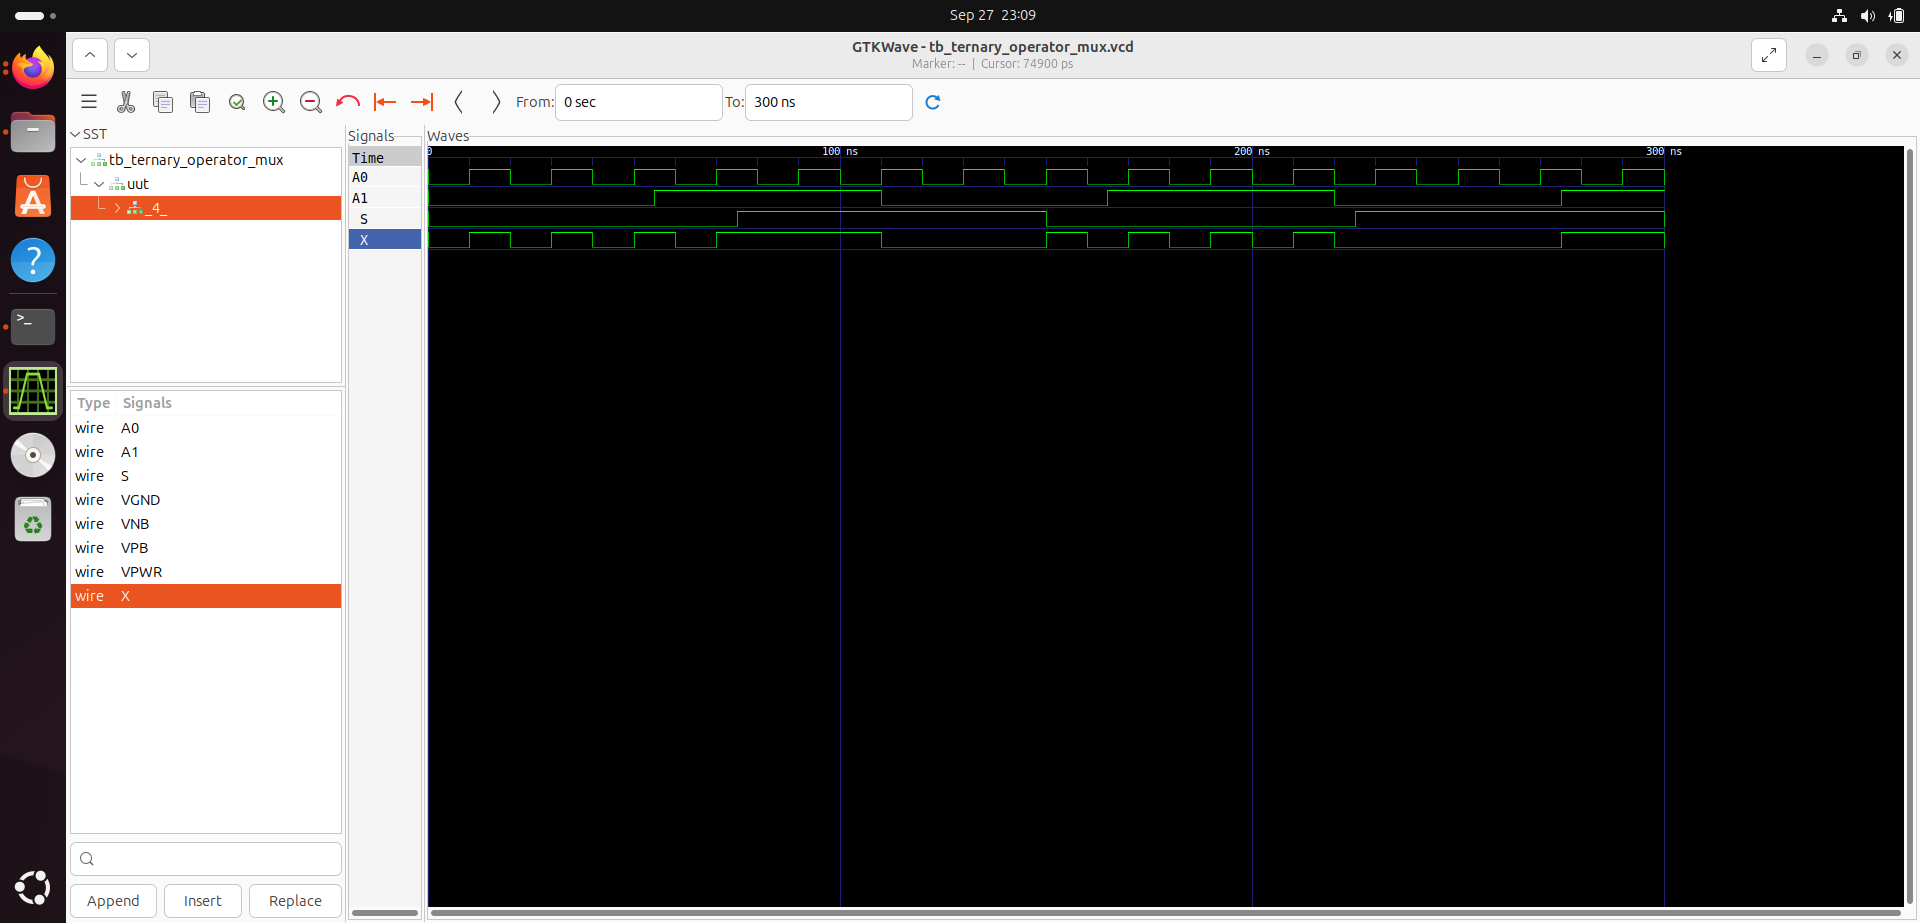 Sep 27 23:09
GTKWave - tb_ternary_operator_mux.vcd
Marker: -- | Cursor: 74900 ps
From: 0 sec To: 300 ns
SST
tb_ternary_operator_mux
uut
_4_
Type Signals
wire A0
wire A1
wire S
wire VGND
wire VNB
wire VPB
wire VPWR
wire X
Append Insert Replace
Signals
Time
A0
A1
S
X
Waves
0 100 ns 200 ns 300 ns